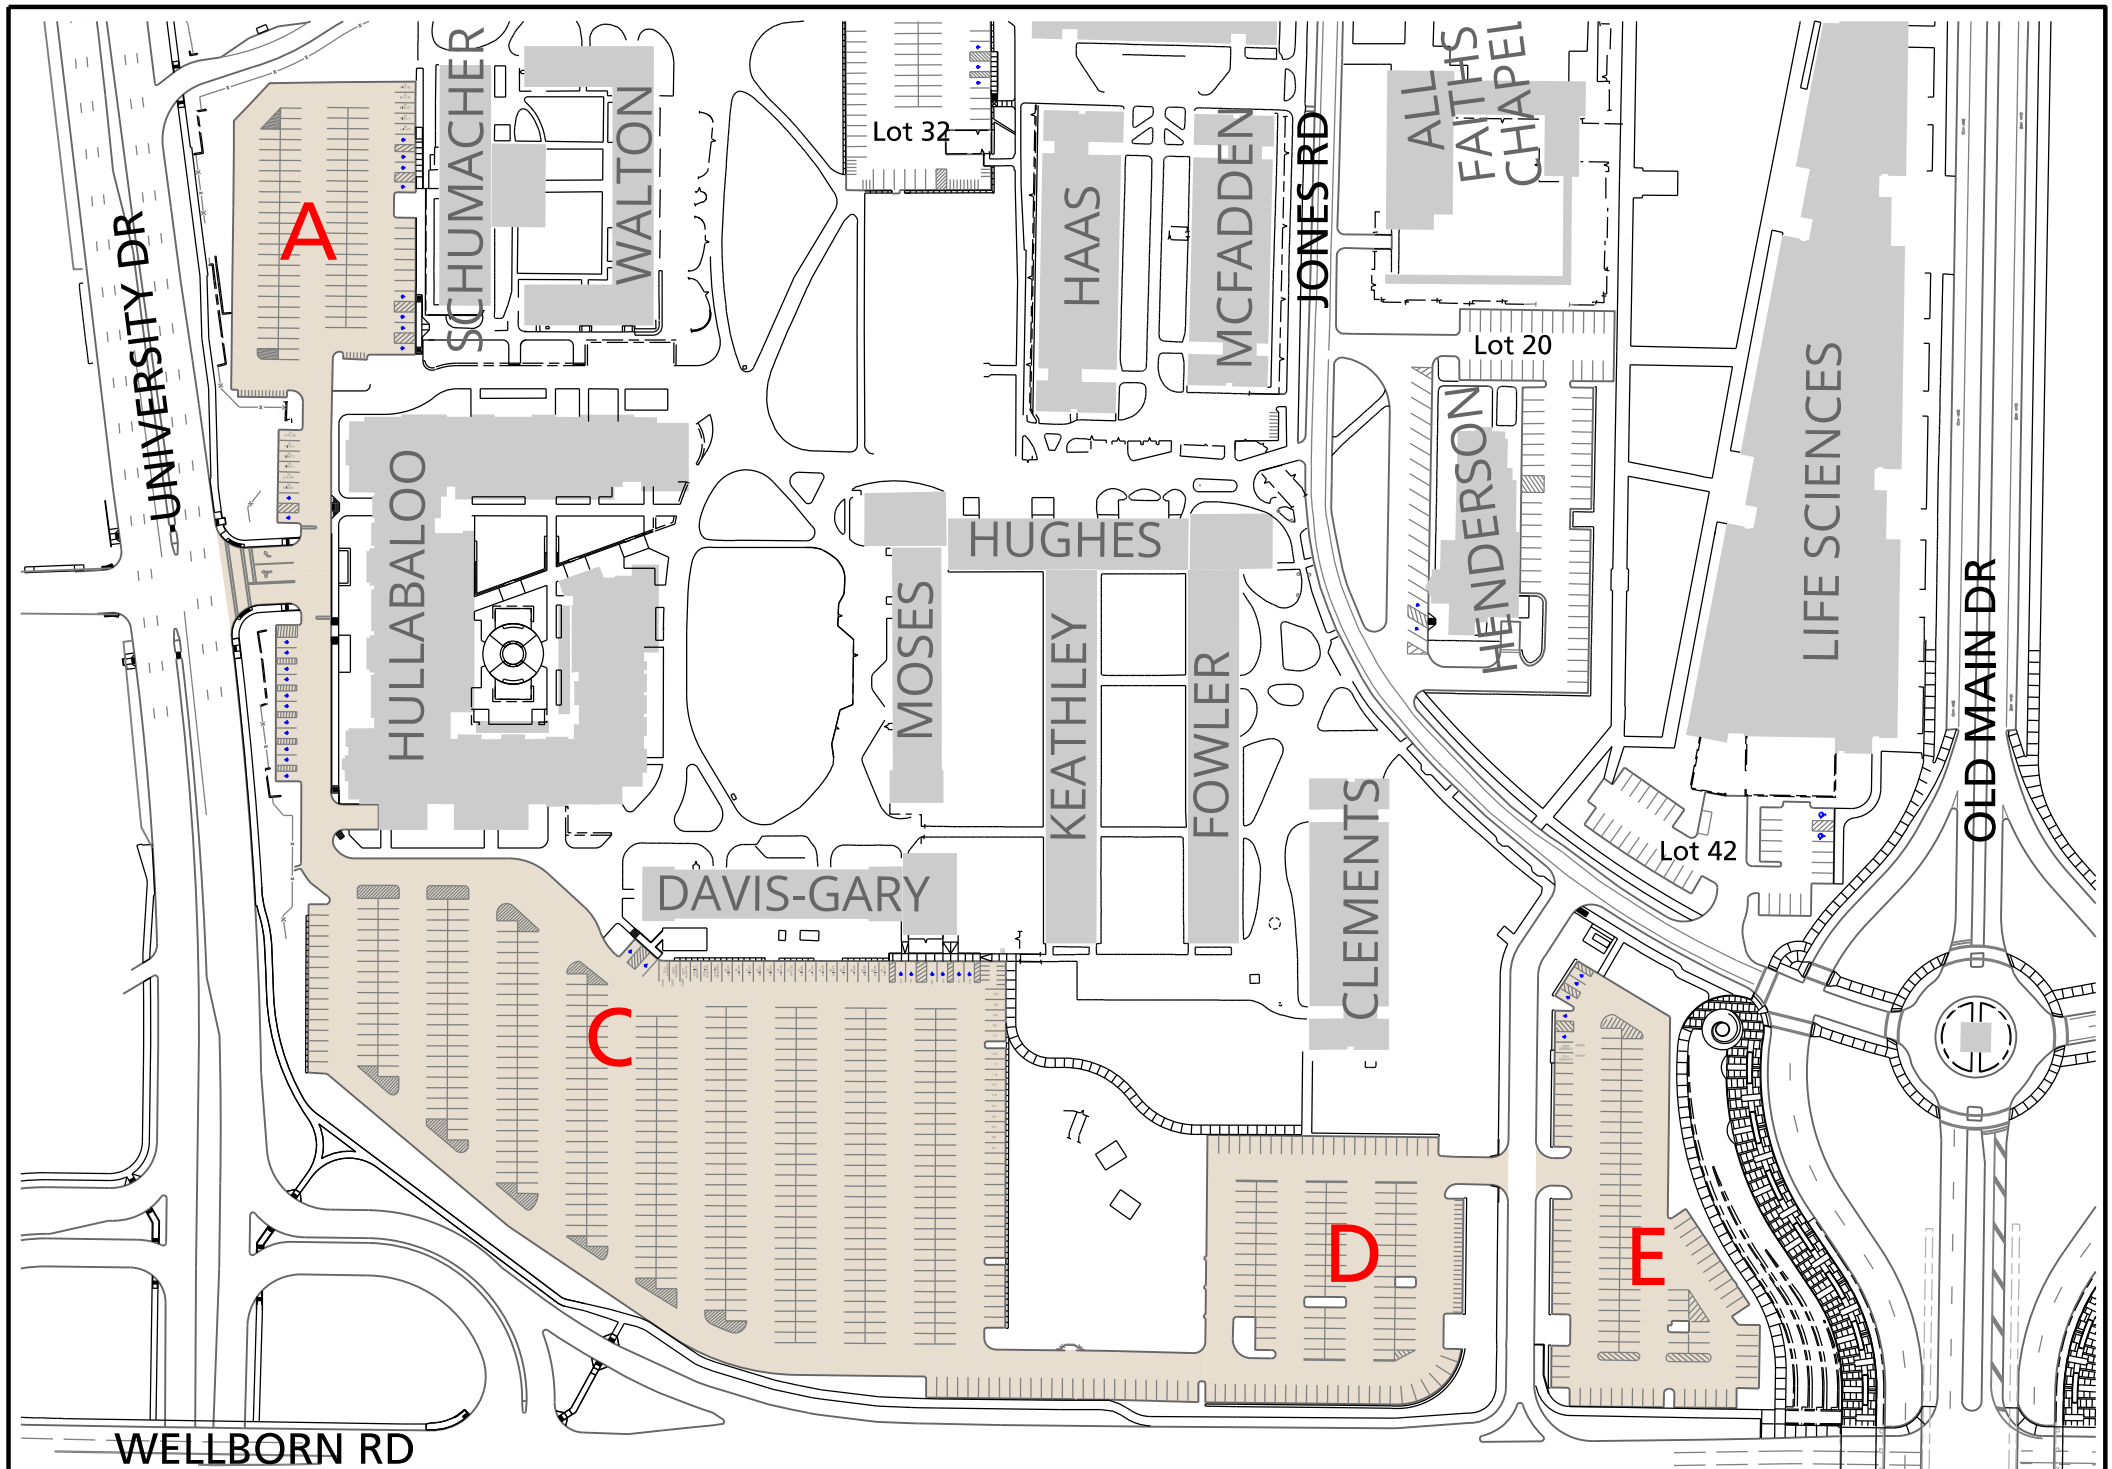 SCHUMACHER
WALTON
Lot 32
HAAS
MCFADDEN
JONES RD
ALL
FAITHS
CHAPEL
A
UNIVERSITY DR
Lot 20
HENDERSON
LIFE SCIENCES
OLD MAIN DR
HULLABALOO
HUGHES
MOSES
KEATHLEY
FOWLER
CLEMENTS
Lot 42
DAVIS-GARY
C
D
E
WELLBORN RD